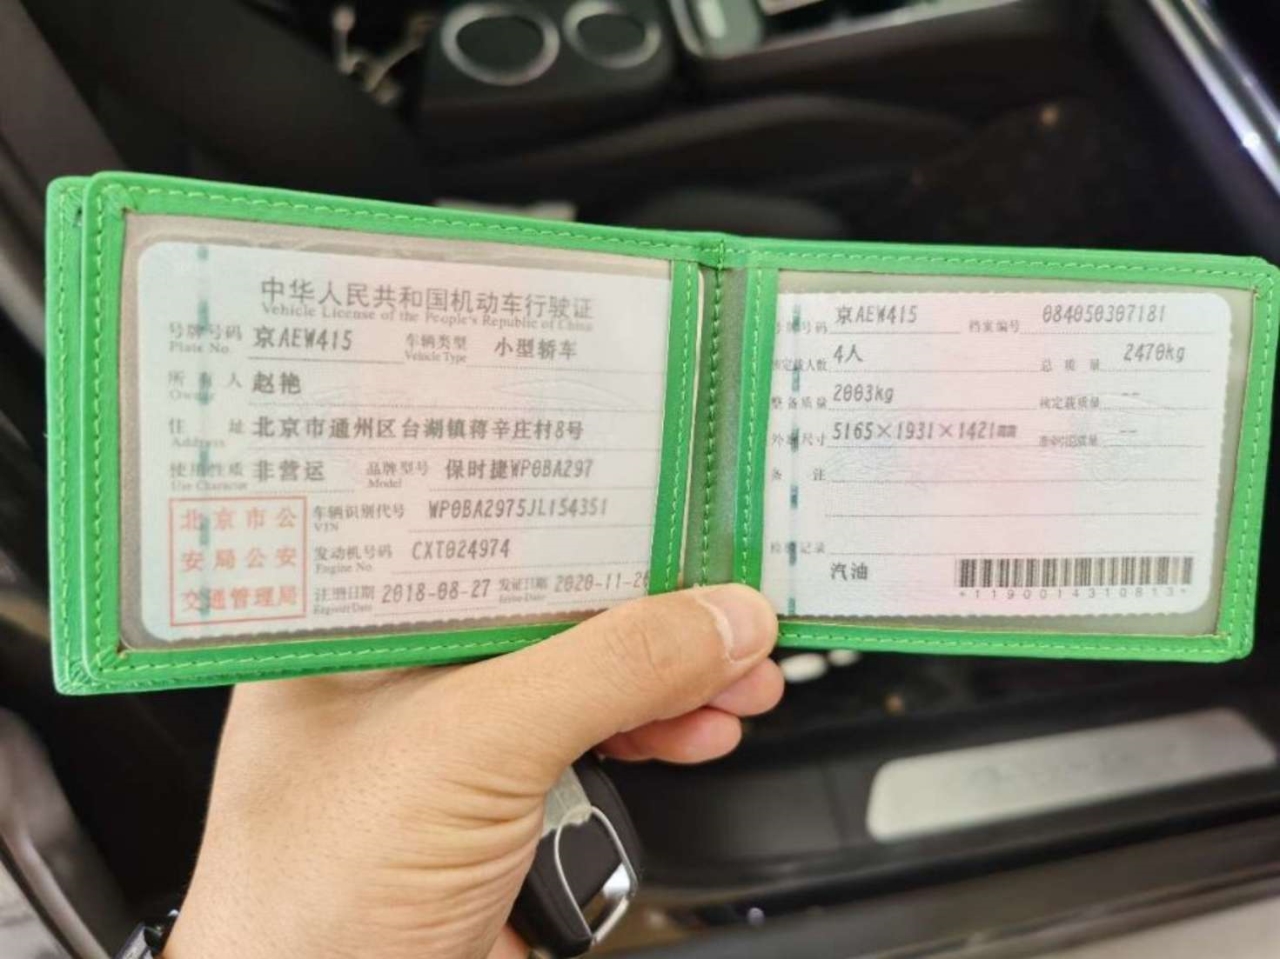 中华人民共和国机动车行驶证
Vehicle License of the People's Republic of China
号牌号码 京AEW415 车辆类型 小型轿车
Plate No. Vehicle Type
所有人 赵艳
Owner
住址 北京市通州区台湖镇蒋辛庄村8号
Address
使用性质 非营运 品牌型号 保时捷WP0BA297
Use Character Model
北京市公
安局公安
交通管理局
车辆识别代号 WP0BA2975JL154351
VIN
发动机号码 CXT024974
Engine No.
注册日期 2018-08-27 发证日期 2020-11-26
Register Date Issue Date
号牌号码 京AEW415 档案编号 084050307181
核定载人数 4人 总质量 2470kg
整备质量 2003kg 核定载质量 --
外廓尺寸 5165×1931×1421mm 准牵引总质量 --
备注
检验记录
汽油
*1190014310813*